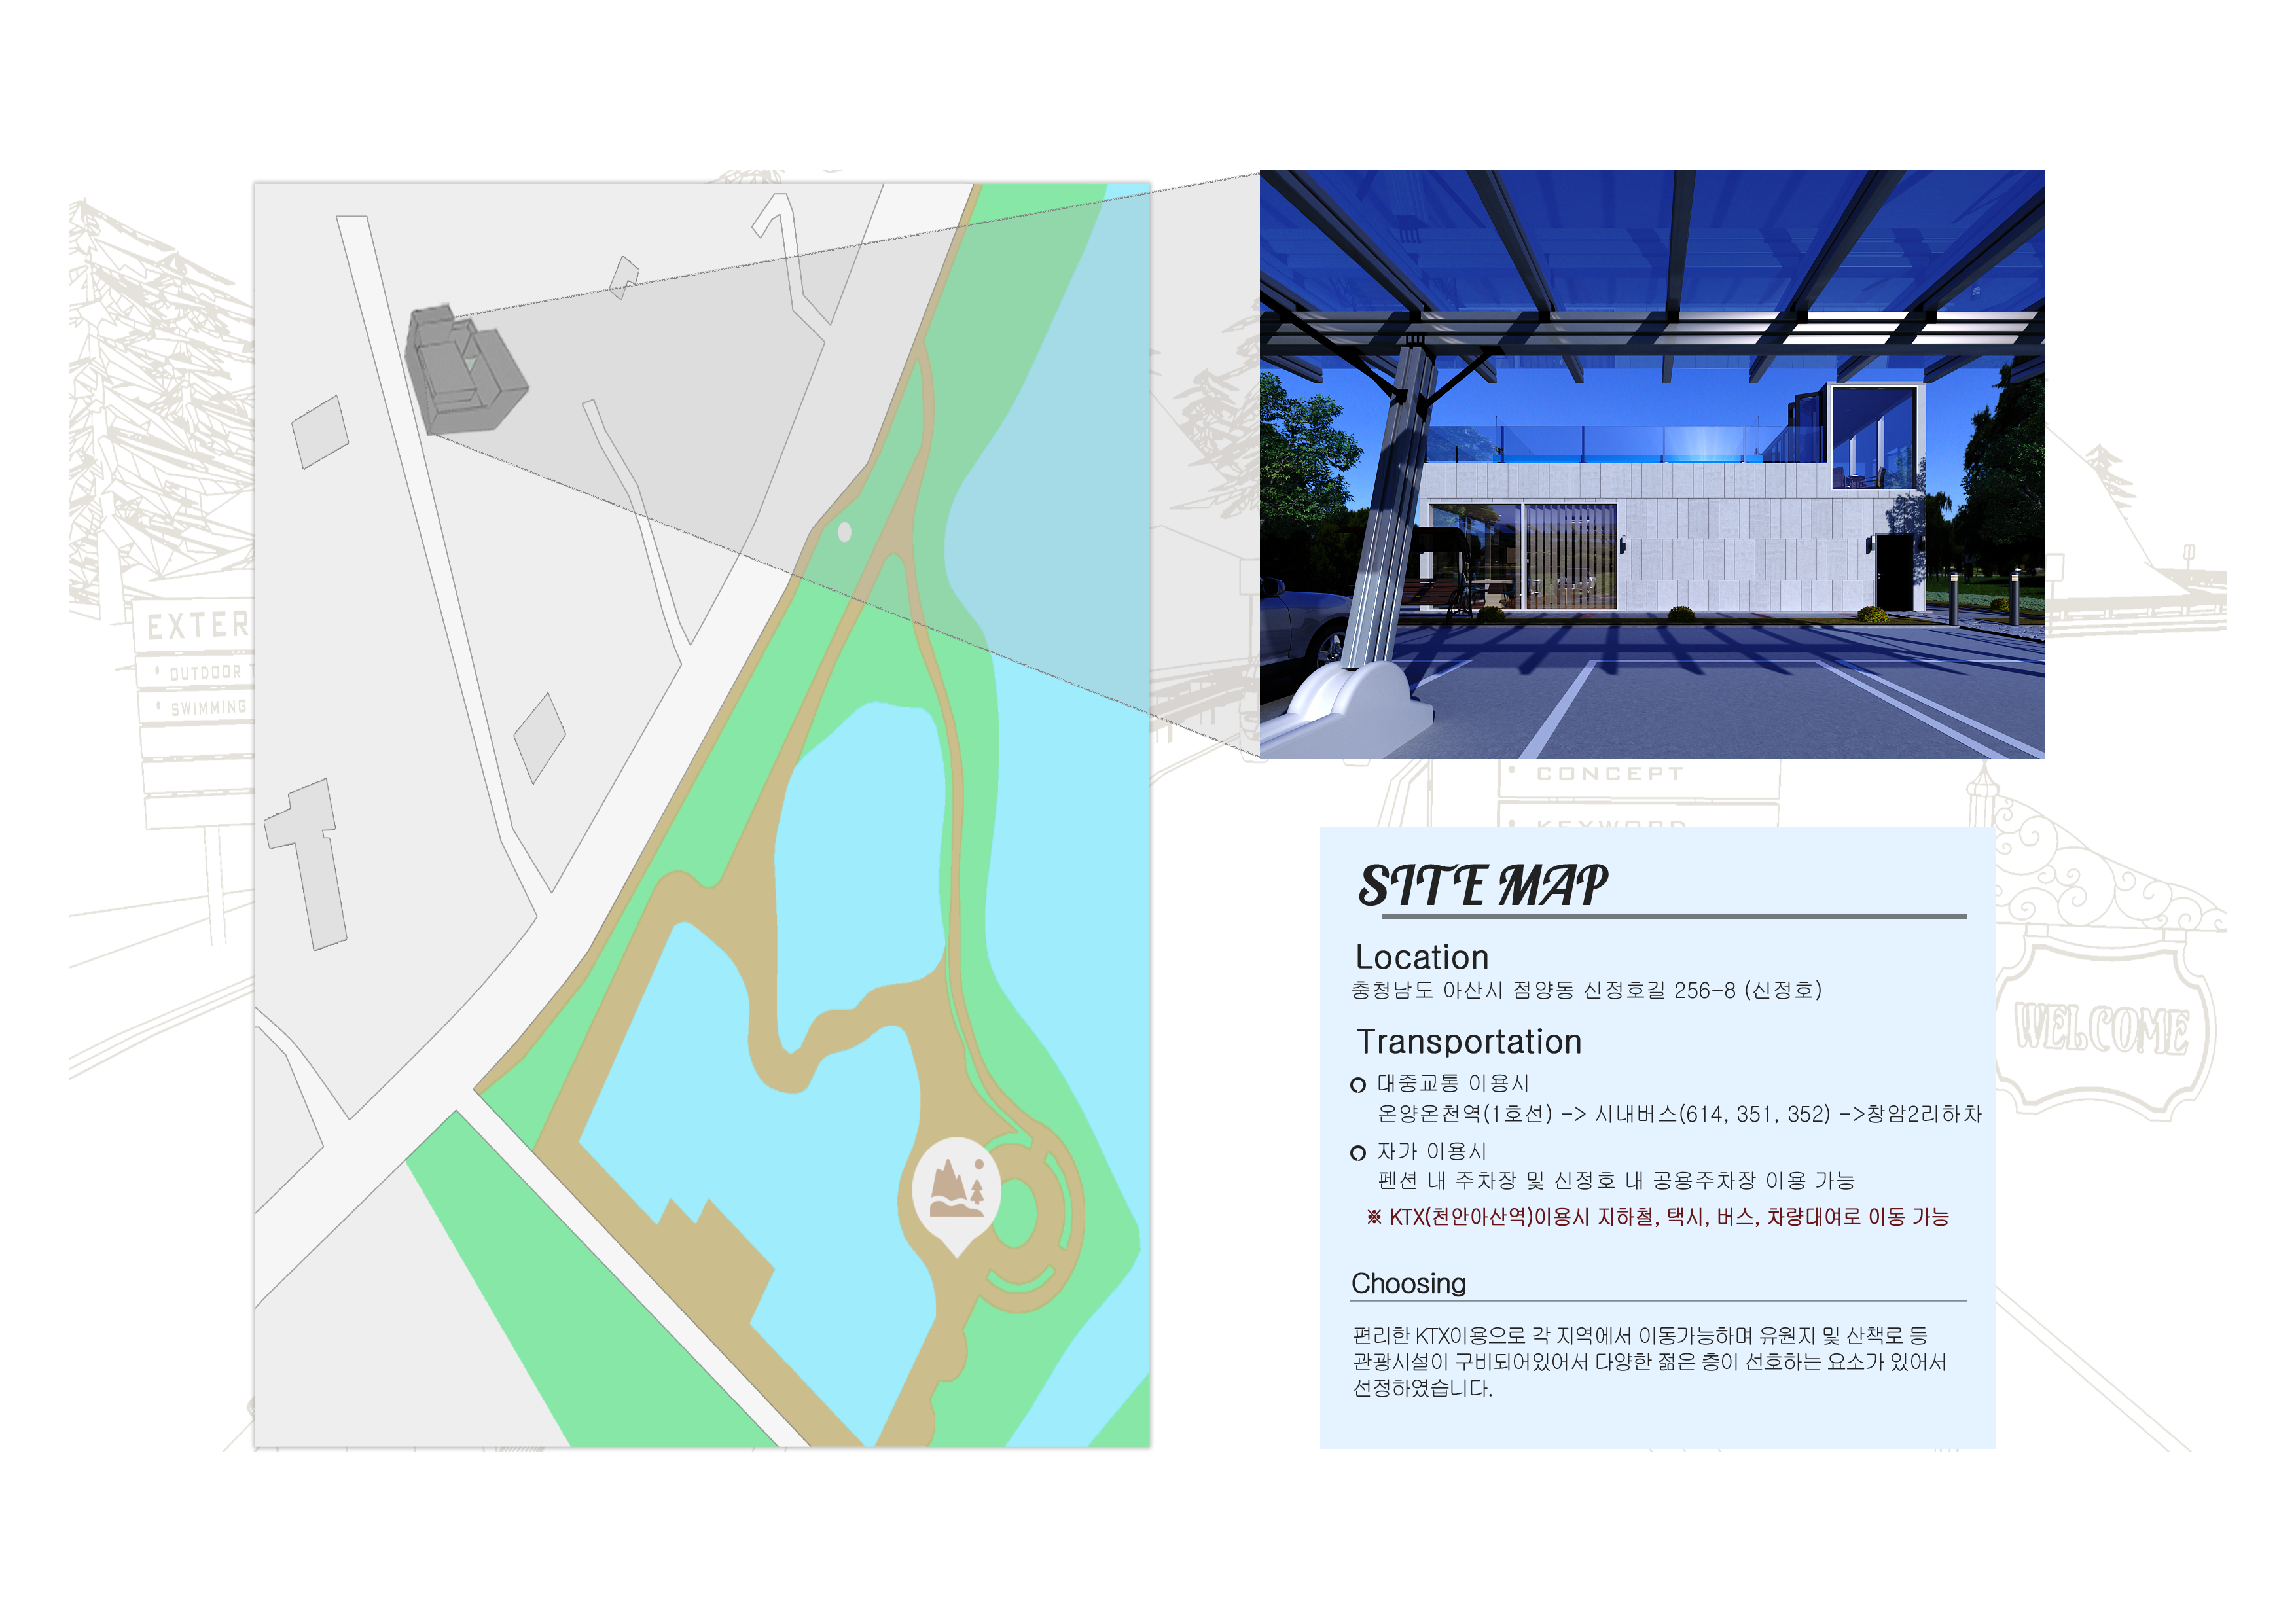 EXTER
• OUTDOOR T
• SWIMMING
• CONCEPT
• KEYWORD
WELCOME
SITE MAP
Location
충청남도 아산시 점양동 신정호길 256-8 (신정호)
Transportation
대중교통 이용시
온양온천역(1호선) -> 시내버스(614, 351, 352) ->창암2리하차
자가 이용시
펜션 내 주차장 및 신정호 내 공용주차장 이용 가능
※ KTX(천안아산역)이용시 지하철, 택시, 버스, 차량대여로 이동 가능
Choosing
편리한 KTX이용으로 각 지역에서 이동가능하며 유원지 및 산책로 등
관광시설이 구비되어있어서 다양한 젊은 층이 선호하는 요소가 있어서
선정하였습니다.